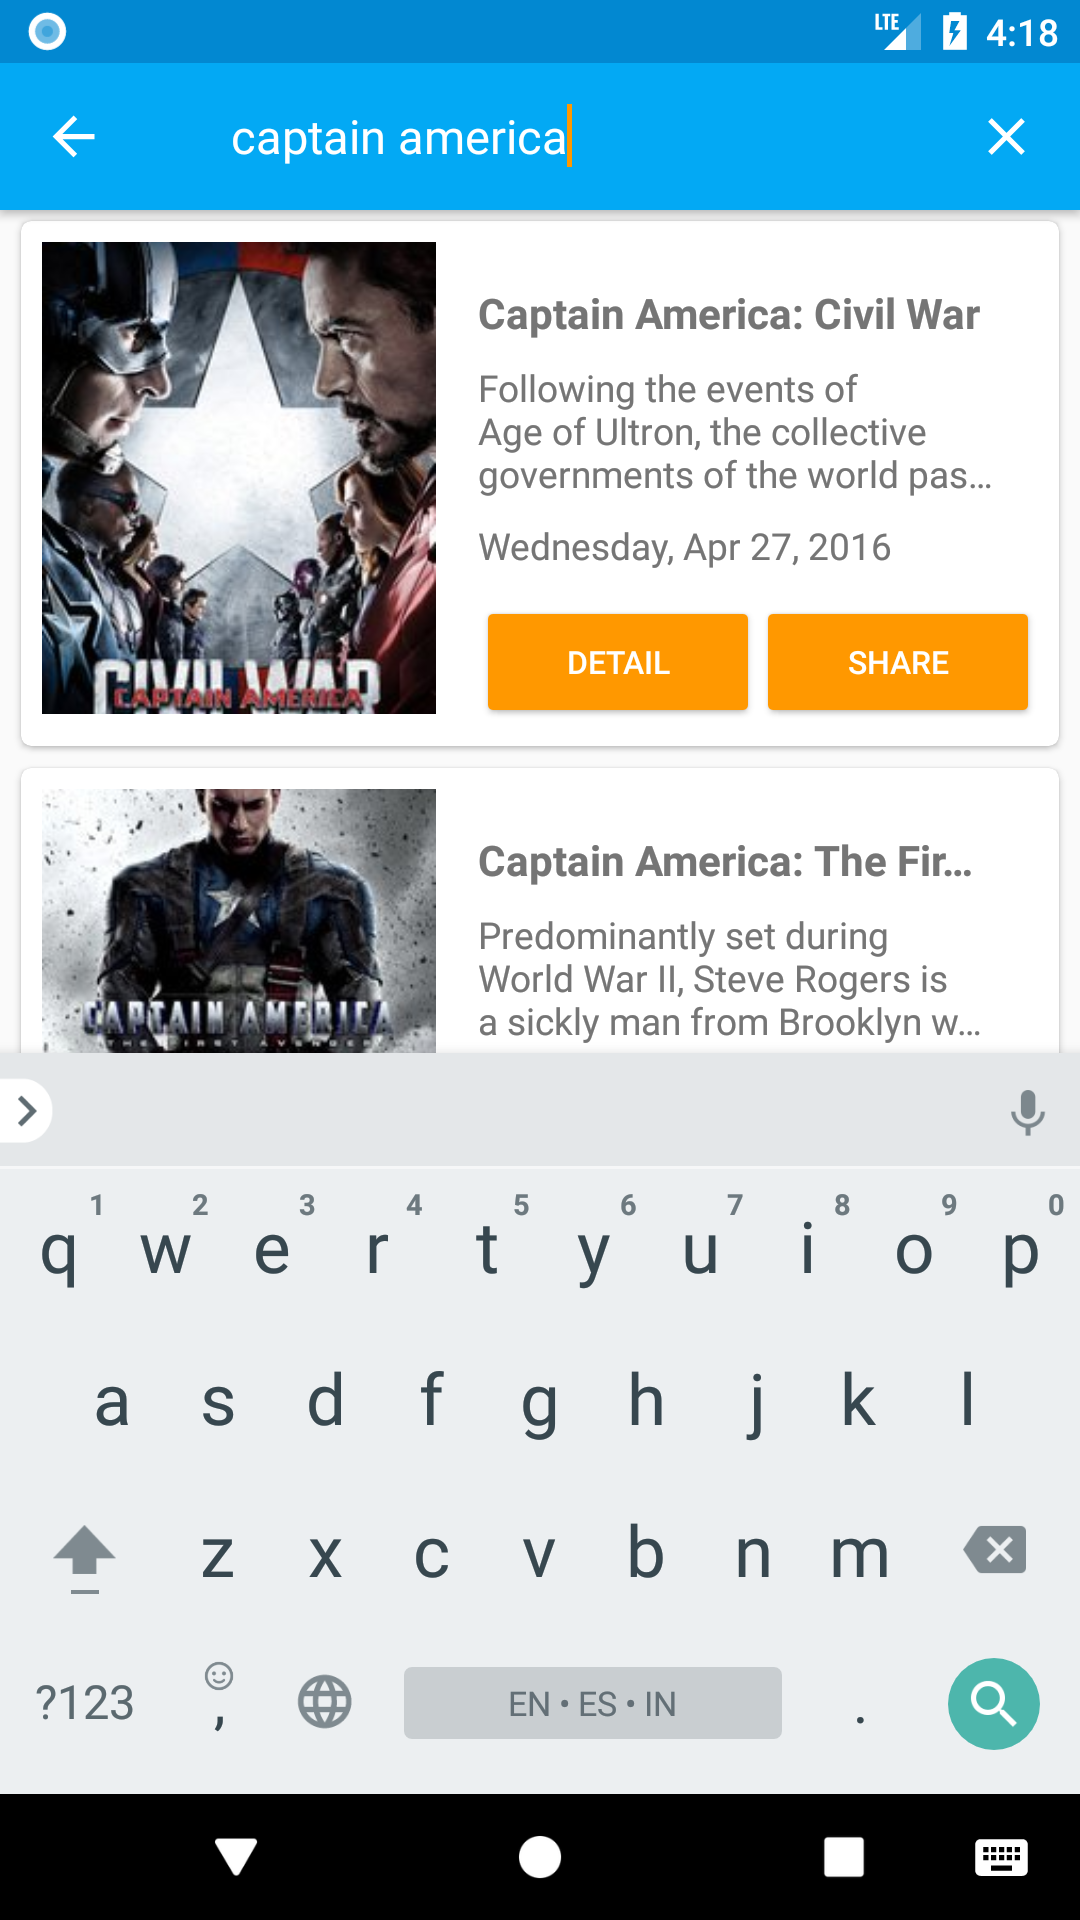 LTE 4:18
captain america
CIVIL WAR
CAPTAIN AMERICA
Captain America: Civil War
Following the events of
Age of Ultron, the collective
governments of the world pas...
Wednesday, Apr 27, 2016
DETAIL SHARE
CAPTAIN AMERICA
THE FIRST AVENGER
Captain America: The Fir...
Predominantly set during
World War II, Steve Rogers is
a sickly man from Brooklyn w...
1 2 3 4 5 6 7 8 9 0
q w e r t y u i o p
a s d f g h j k l
z x c v b n m
?123 , EN • ES • IN .